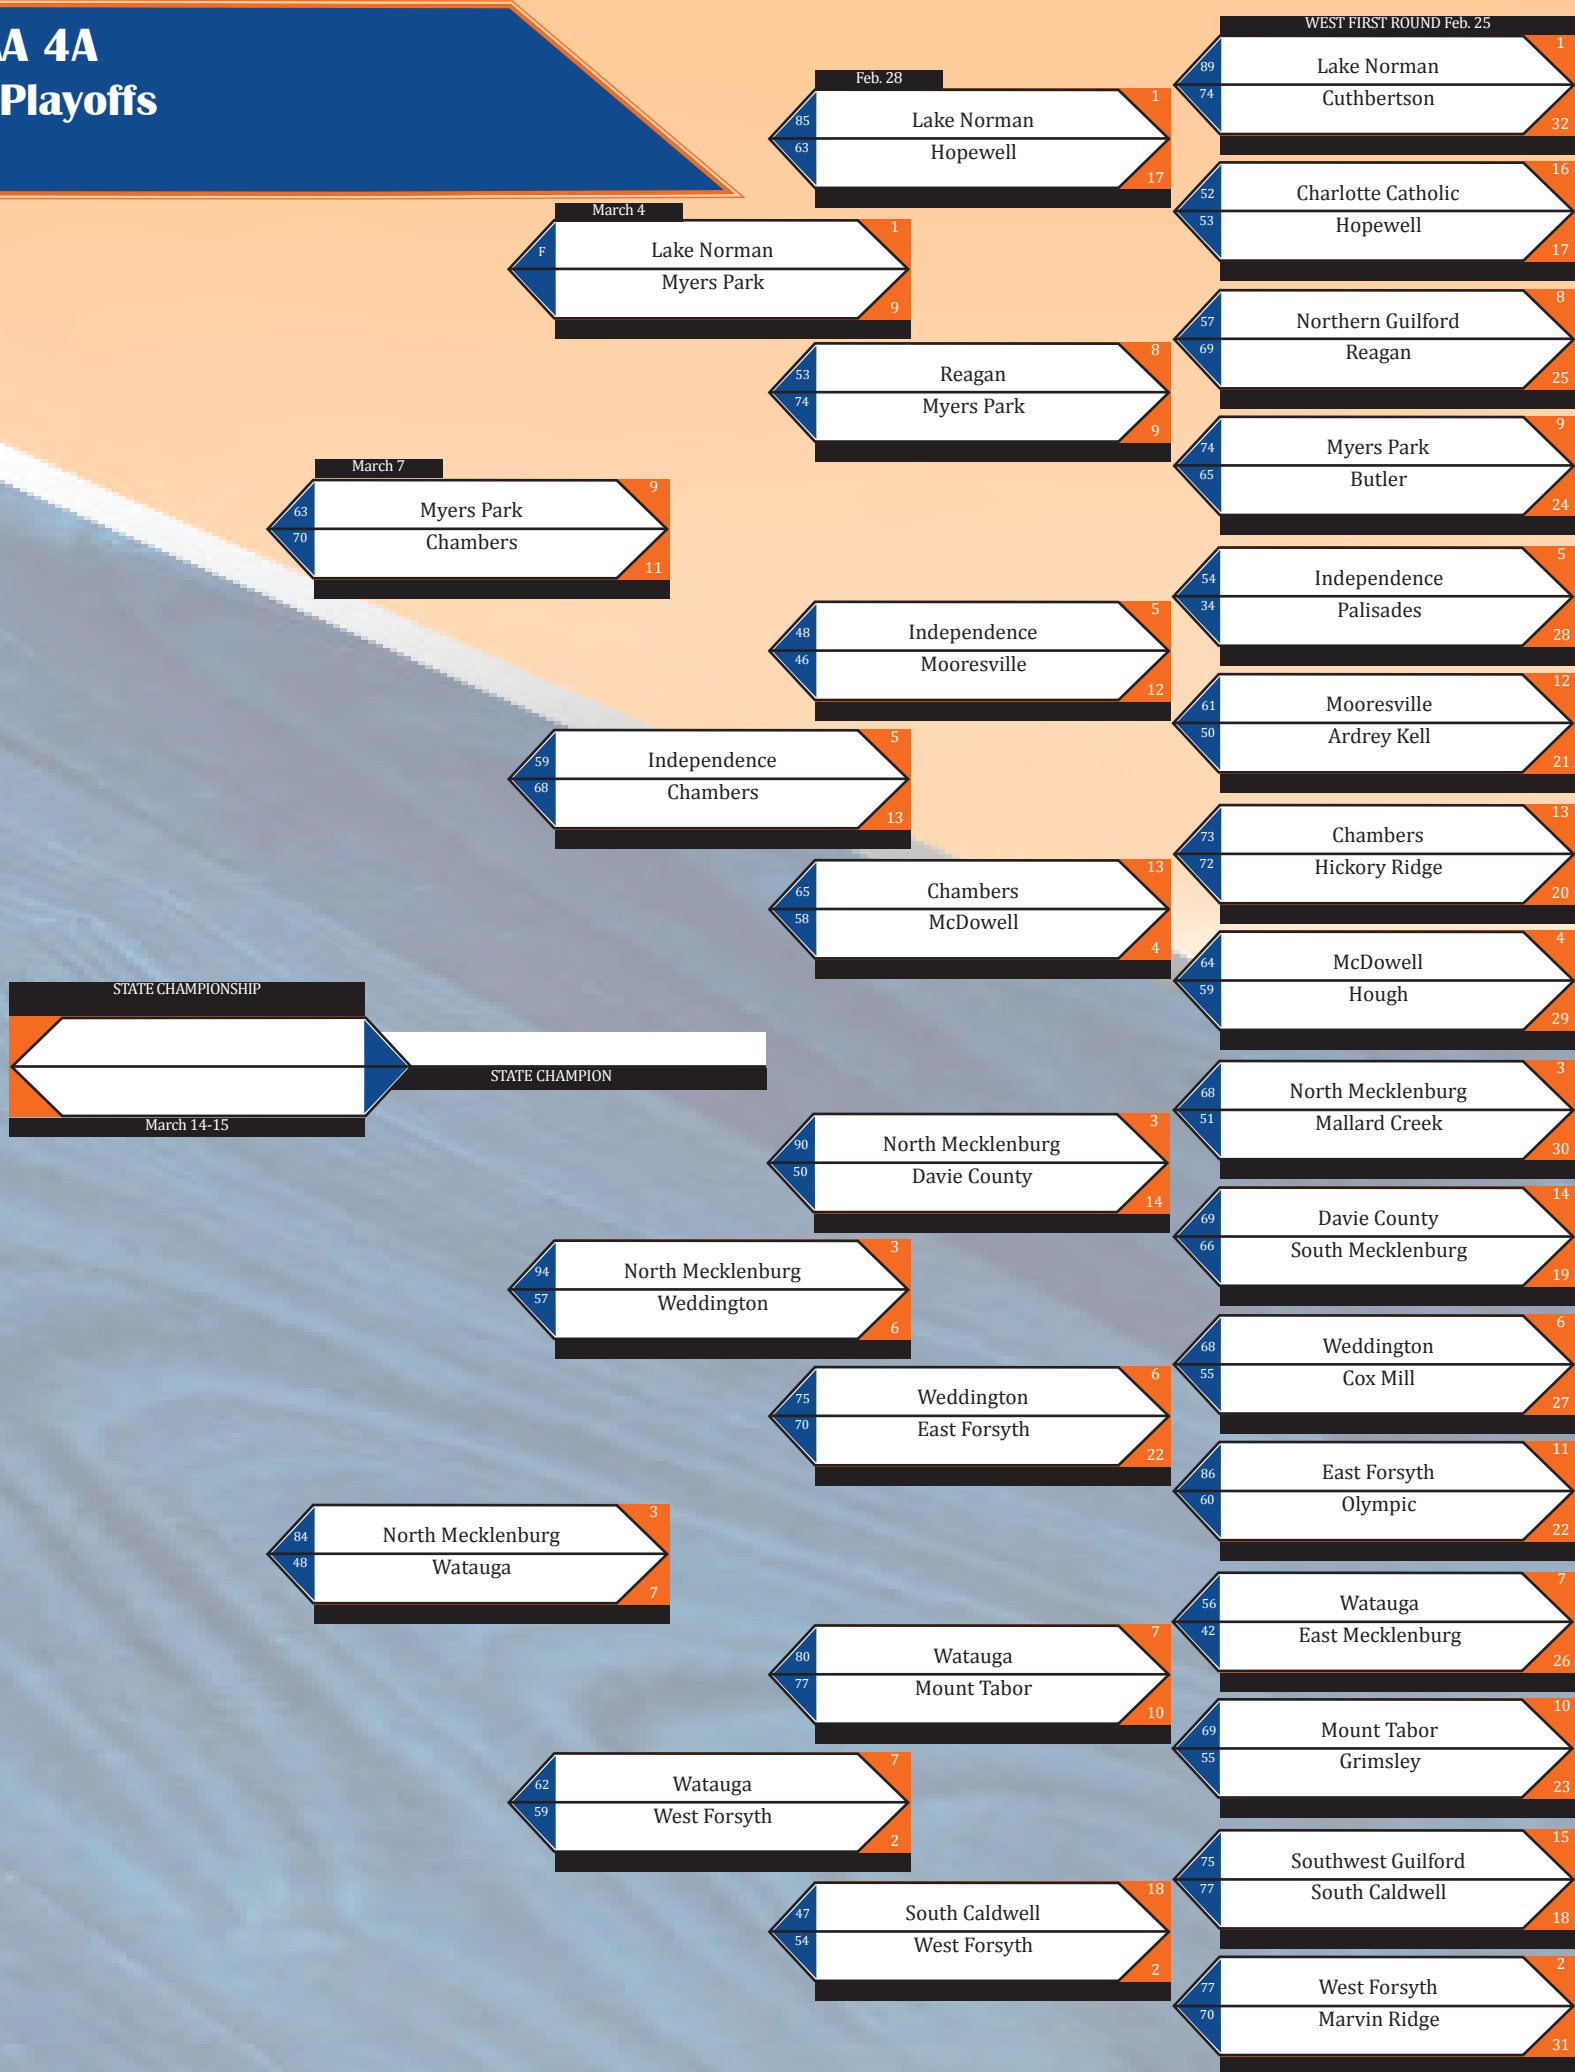 A 4A
Playoffs
WEST FIRST ROUND Feb. 25
1
89
Lake Norman
74
Cuthbertson
32
16
52
Charlotte Catholic
53
Hopewell
17
8
57
Northern Guilford
69
Reagan
25
9
74
Myers Park
65
Butler
24
5
54
Independence
34
Palisades
28
12
61
Mooresville
50
Ardrey Kell
21
13
73
Chambers
72
Hickory Ridge
20
4
64
McDowell
59
Hough
29
3
68
North Mecklenburg
51
Mallard Creek
30
14
69
Davie County
66
South Mecklenburg
19
6
68
Weddington
55
Cox Mill
27
11
86
East Forsyth
60
Olympic
22
7
56
Watauga
42
East Mecklenburg
26
10
69
Mount Tabor
55
Grimsley
23
15
75
Southwest Guilford
77
South Caldwell
18
2
77
West Forsyth
70
Marvin Ridge
31
Feb. 28
1
85
Lake Norman
63
Hopewell
17
8
53
Reagan
74
Myers Park
9
5
48
Independence
46
Mooresville
12
13
65
Chambers
58
McDowell
4
3
90
North Mecklenburg
50
Davie County
14
6
75
Weddington
70
East Forsyth
22
7
80
Watauga
77
Mount Tabor
10
18
47
South Caldwell
54
West Forsyth
2
March 4
1
F
Lake Norman
Myers Park
9
5
59
Independence
68
Chambers
13
3
94
North Mecklenburg
57
Weddington
6
7
62
Watauga
59
West Forsyth
2
March 7
9
63
Myers Park
70
Chambers
11
3
84
North Mecklenburg
48
Watauga
7
STATE CHAMPIONSHIP
STATE CHAMPION
March 14-15